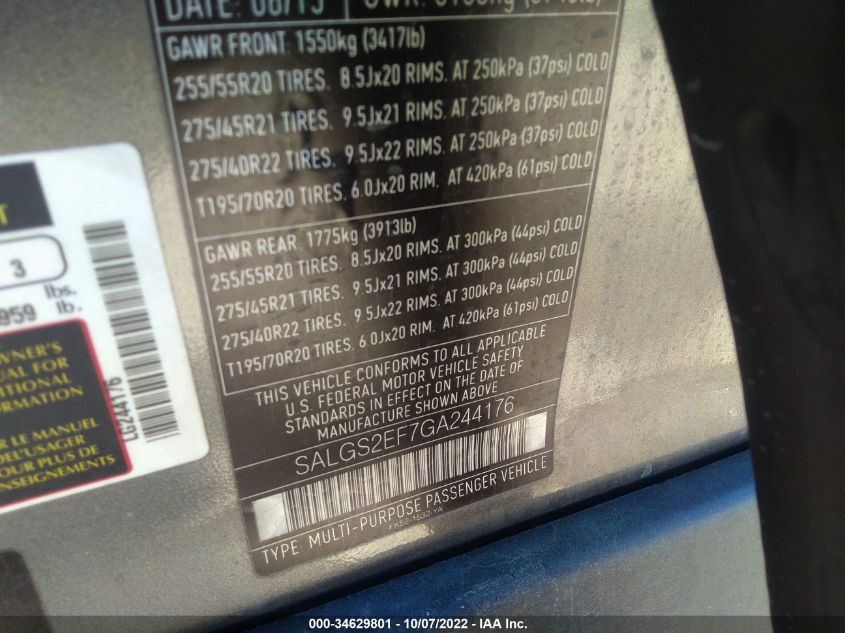 DATE: 08/15
GAWR FRONT: 1550kg (3417lb)
255/55R20 TIRES. 8.5Jx20 RIMS. AT 250kPa (37psi) COLD
275/45R21 TIRES. 9.5Jx21 RIMS. AT 250kPa (37psi) COLD
275/40R22 TIRES. 9.5Jx22 RIMS. AT 250kPa (37psi) COLD
T195/70R20 TIRES. 6.0Jx20 RIM. AT 420kPa (61psi) COLD
GAWR REAR: 1775kg (3913lb)
255/55R20 TIRES. 8.5Jx20 RIMS. AT 300kPa (44psi) COLD
275/45R21 TIRES. 9.5Jx21 RIMS. AT 300kPa (44psi) COLD
275/40R22 TIRES. 9.5Jx22 RIMS. AT 300kPa (44psi) COLD
T195/70R20 TIRES. 6.0Jx20 RIM. AT 420kPa (61psi) COLD
THIS VEHICLE CONFORMS TO ALL APPLICABLE
U.S. FEDERAL MOTOR VEHICLE SAFETY
STANDARDS IN EFFECT ON THE DATE OF
MANUFACTURE SHOWN ABOVE
SALGS2EF7GA244176
TYPE: MULTI-PURPOSE PASSENGER VEHICLE
3
959 lbs.
lb.
OWNER'S
FOR
LE MANUEL
DE L'USAGER
POUR PLUS DE
LG244176
000-34629801 - 10/07/2022 - IAA Inc.